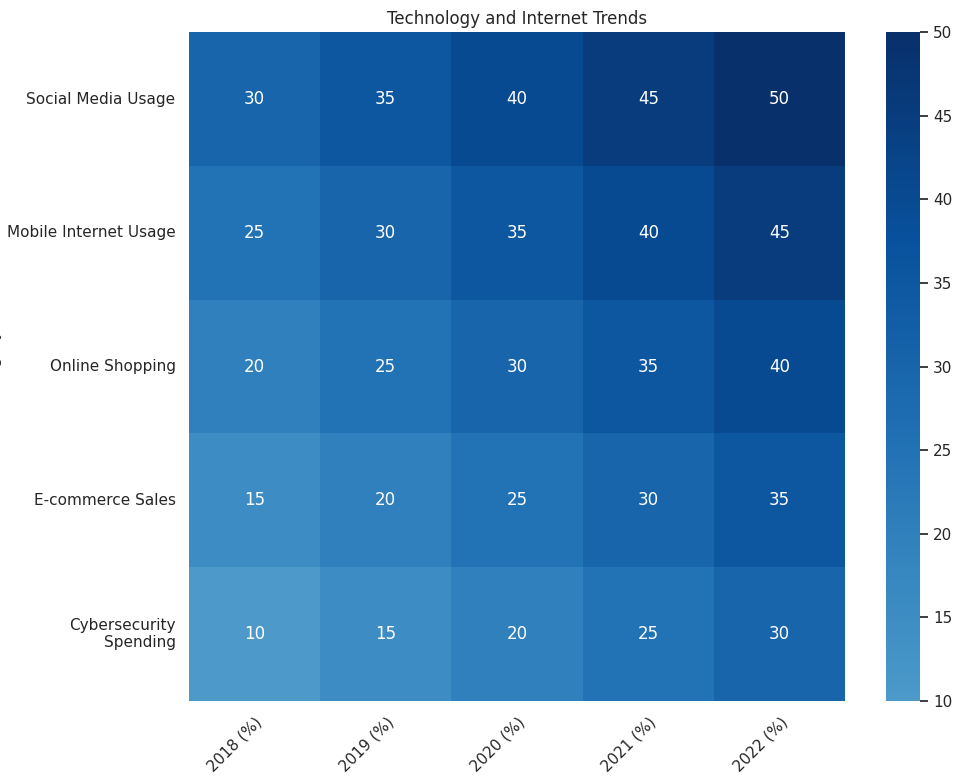 Technology and Internet Trends
Social Media Usage 30 35 40 45 50
Mobile Internet Usage 25 30 35 40 45
Online Shopping 20 25 30 35 40
E-commerce Sales 15 20 25 30 35
Cybersecurity
Spending 10 15 20 25 30
2018 (%) 2019 (%) 2020 (%) 2021 (%) 2022 (%)
50
45
40
35
30
25
20
15
10